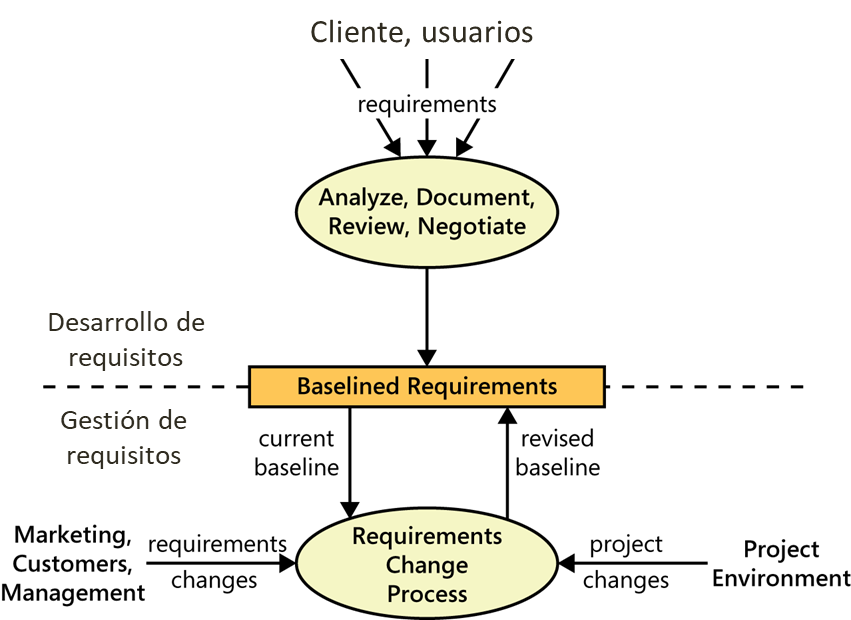 Cliente, usuarios
requirements
Analyze, Document,
Review, Negotiate
Desarrollo de
requisitos
Baselined Requirements
Gestión de
requisitos
current
baseline
revised
baseline
Marketing,
Customers,
Management
requirements
changes
Requirements
Change
Process
project
changes
Project
Environment